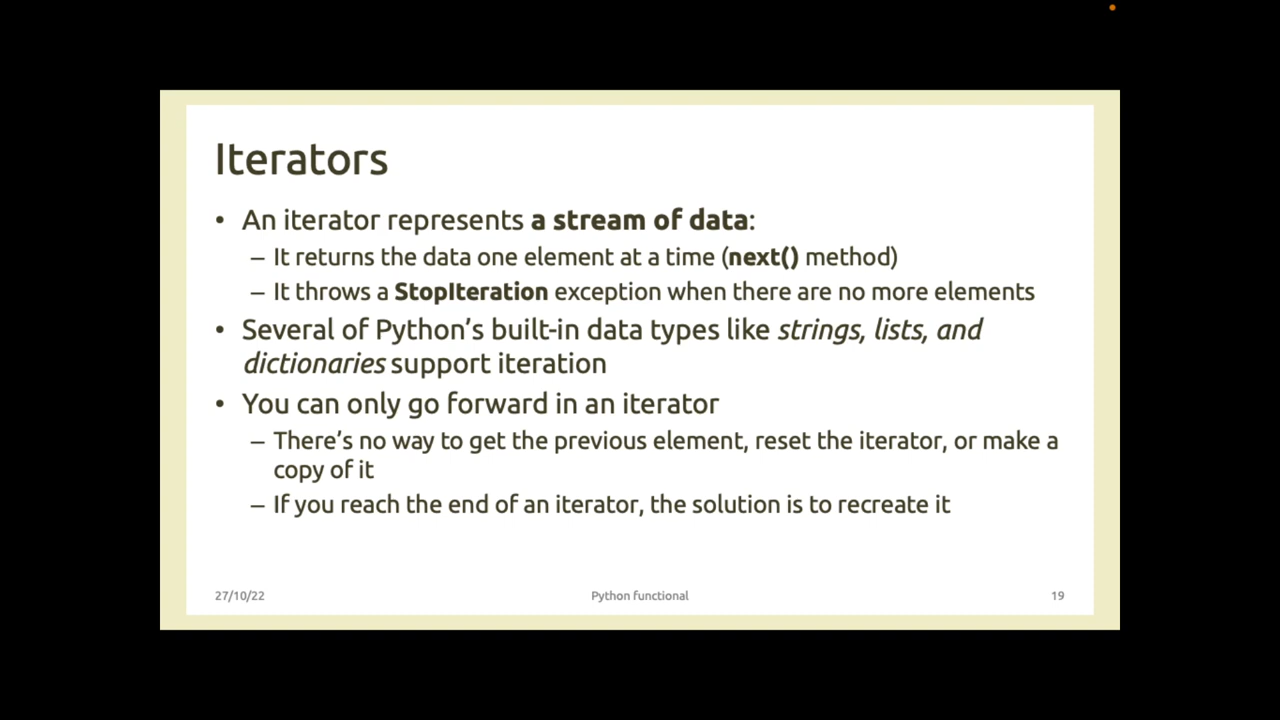 Iterators
• An iterator represents a stream of data:
– It returns the data one element at a time (next() method)
– It throws a StopIteration exception when there are no more elements
• Several of Python’s built-in data types like strings, lists, and
dictionaries support iteration
• You can only go forward in an iterator
– There’s no way to get the previous element, reset the iterator, or make a
copy of it
– If you reach the end of an iterator, the solution is to recreate it
27/10/22 Python functional 19